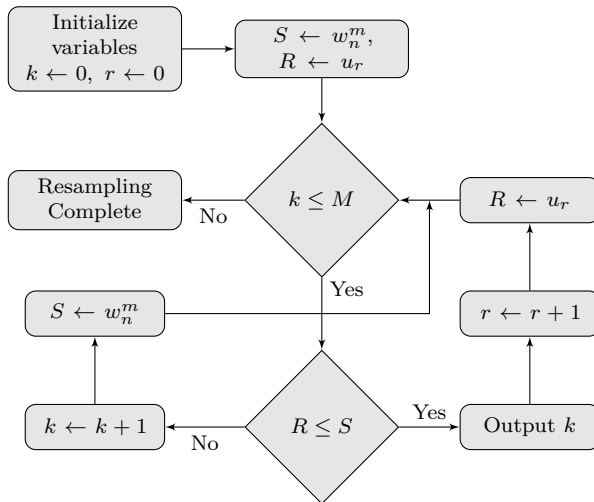 Initialize
variables
k ← 0, r ← 0
S ← w_n^m,
R ← u_r
k ≤ M
No
Resampling
Complete
R ← u_r
Yes
S ← w_n^m
r ← r + 1
R ≤ S
Yes
No
k ← k + 1
Output k